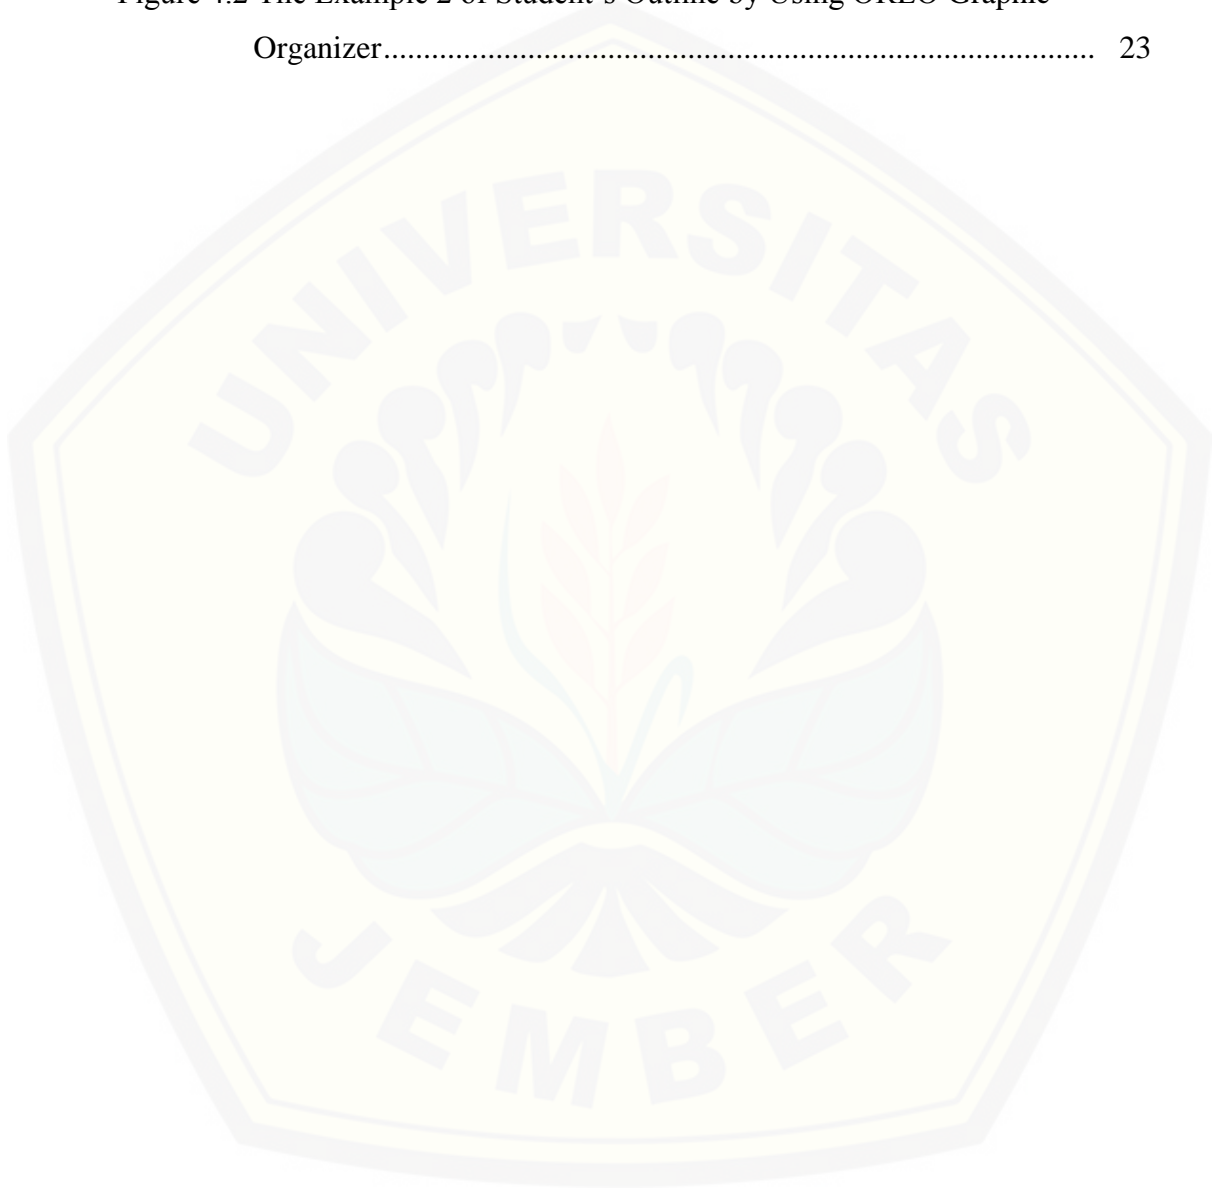 Figure 4.2 The Example 2 of Student's Outline by Using OREO Graphic
Organizer......................................................................................... 23
UNIVERSITAS
JEMBER